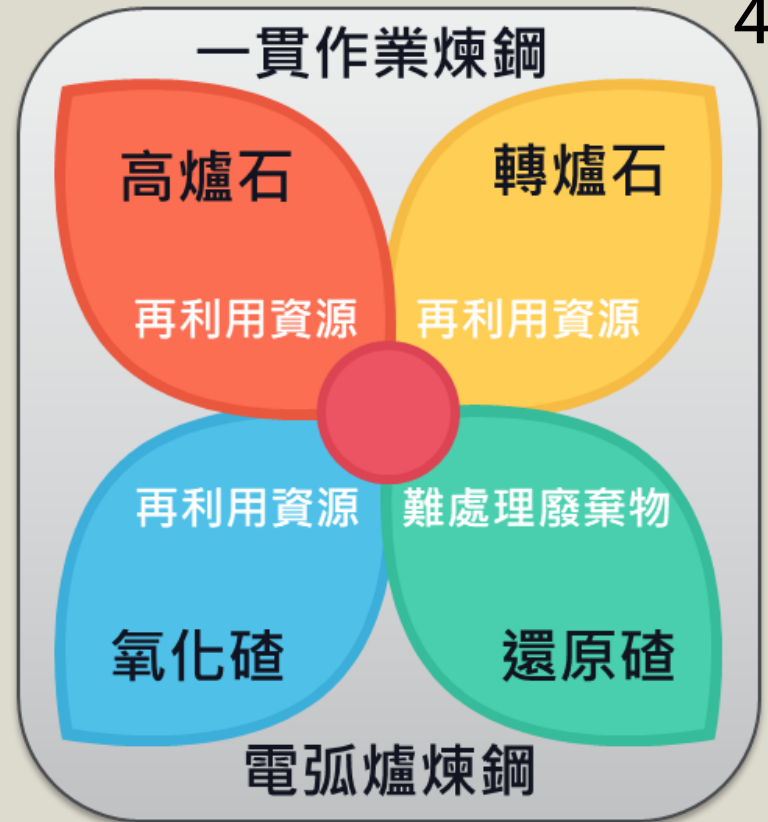 4
一貫作業煉鋼
高爐石
轉爐石
再利用資源
再利用資源
再利用資源
難處理廢棄物
氧化碴
還原碴
電弧爐煉鋼